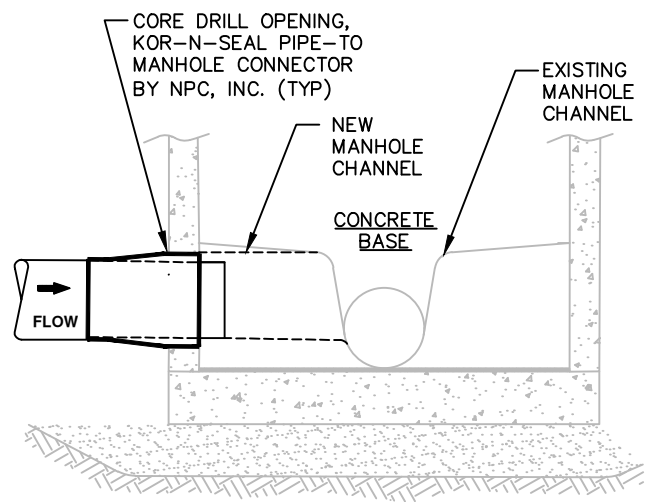 CORE DRILL OPENING,
KOR-N-SEAL PIPE-TO
MANHOLE CONNECTOR
BY NPC, INC. (TYP)
NEW
MANHOLE
CHANNEL
EXISTING
MANHOLE
CHANNEL
CONCRETE
BASE
FLOW